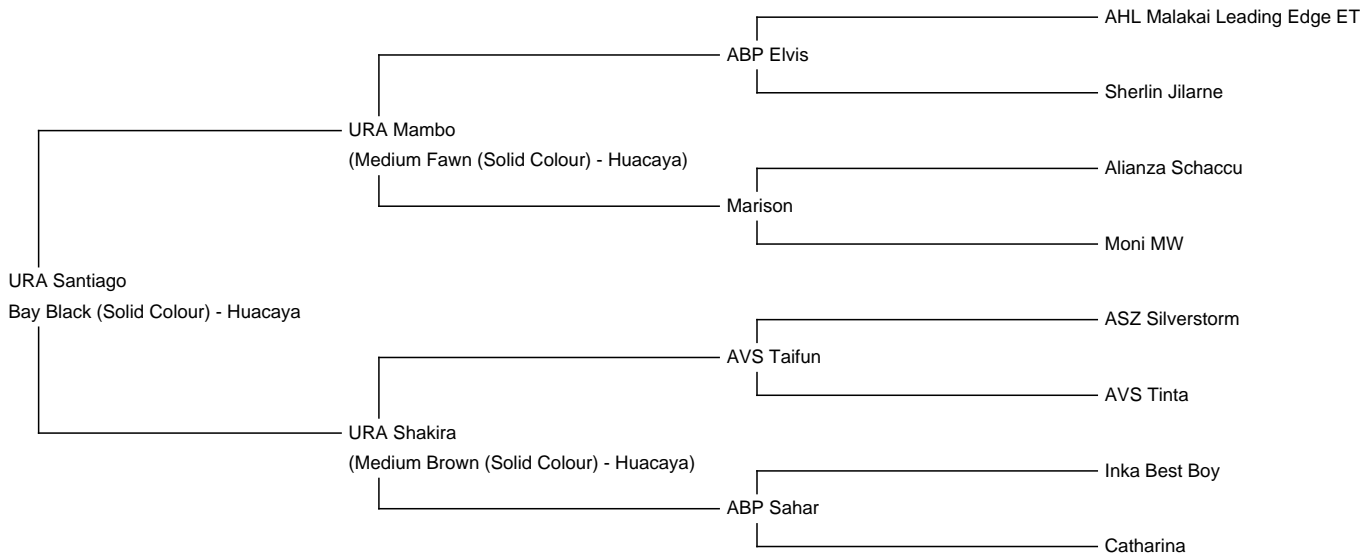 AHL Malakai Leading Edge ET
ABP Elvis
Sherlin Jilarne
URA Mambo
(Medium Fawn (Solid Colour) - Huacaya)
Alianza Schaccu
Marison
Moni MW
URA Santiago
Bay Black (Solid Colour) - Huacaya
ASZ Silverstorm
AVS Taifun
AVS Tinta
URA Shakira
(Medium Brown (Solid Colour) - Huacaya)
Inka Best Boy
ABP Sahar
Catharina